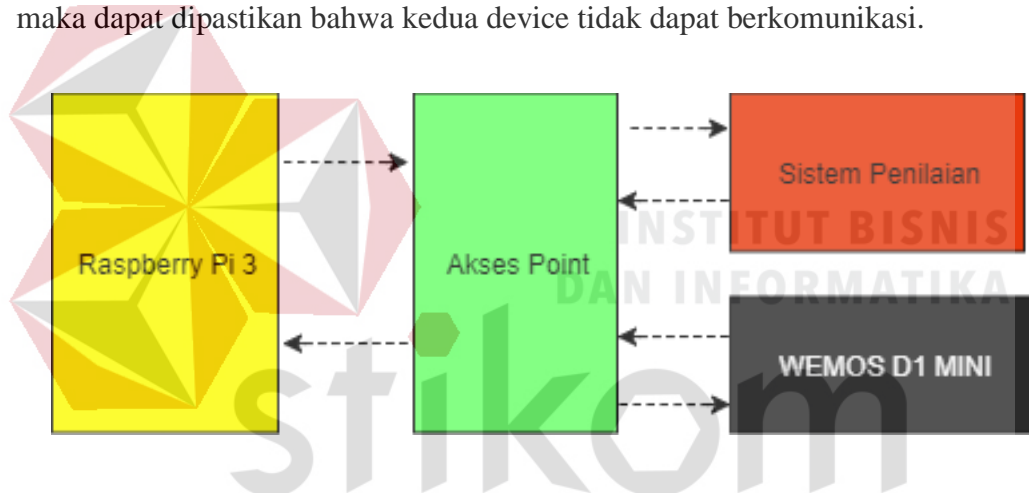 maka dapat dipastikan bahwa kedua device tidak dapat berkomunikasi.
Raspberry Pi 3
Akses Point
Sistem Penilaian
WEMOS D1 MINI
INSTITUT BISNIS
DAN INFORMATIKA
stikom